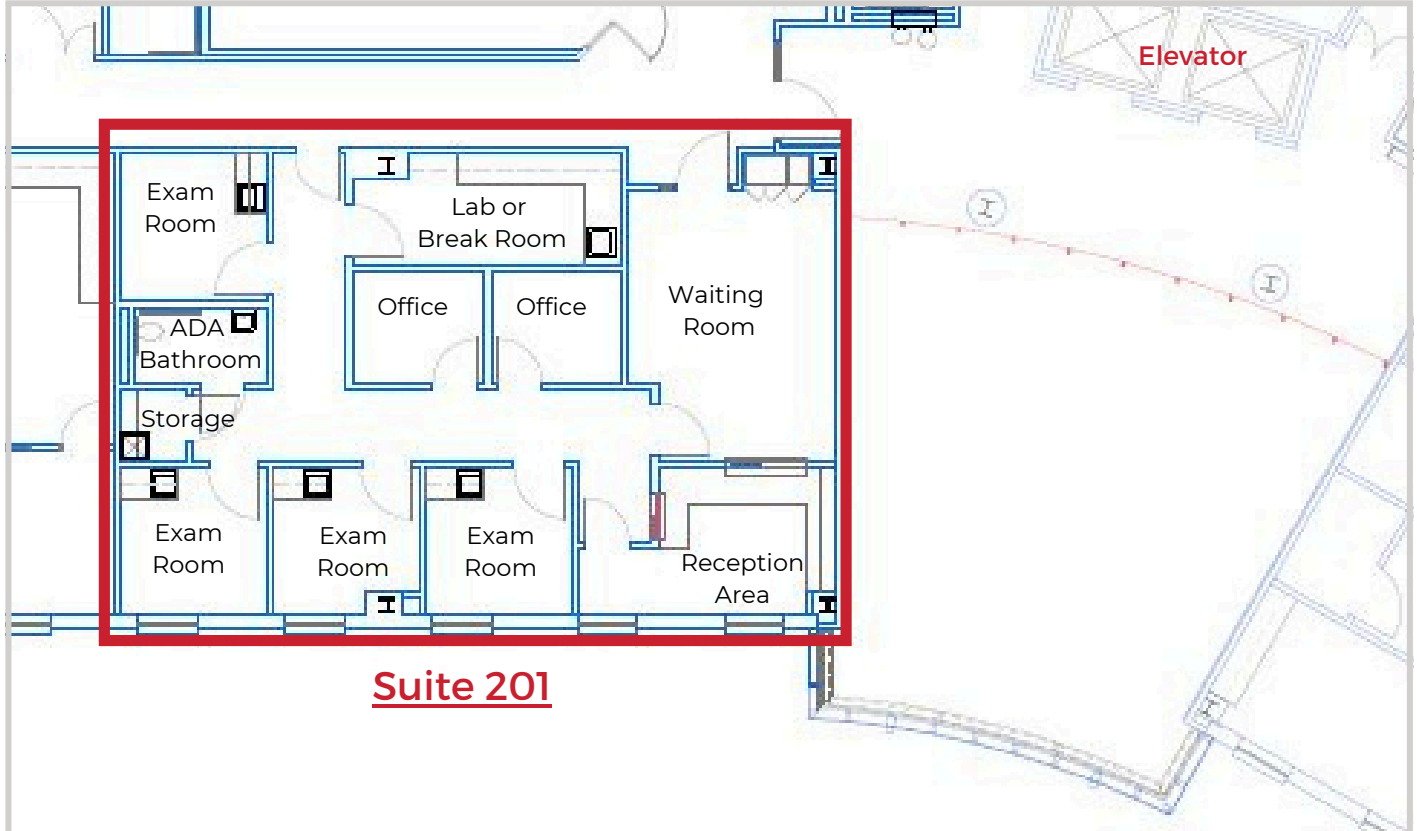 Elevator
Exam
Room
Lab or
Break Room
Office
Office
Waiting
Room
ADA
Bathroom
Storage
Exam
Room
Exam
Room
Exam
Room
Reception
Area
Suite 201